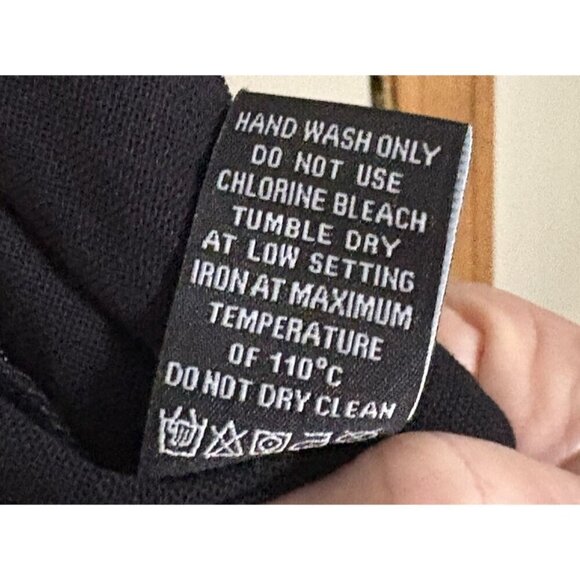 HAND WASH ONLY
DO NOT USE
CHLORINE BLEACH
TUMBLE DRY
AT LOW SETTING
IRON AT MAXIMUM
TEMPERATURE
OF 110°C
DO NOT DRY CLEAN